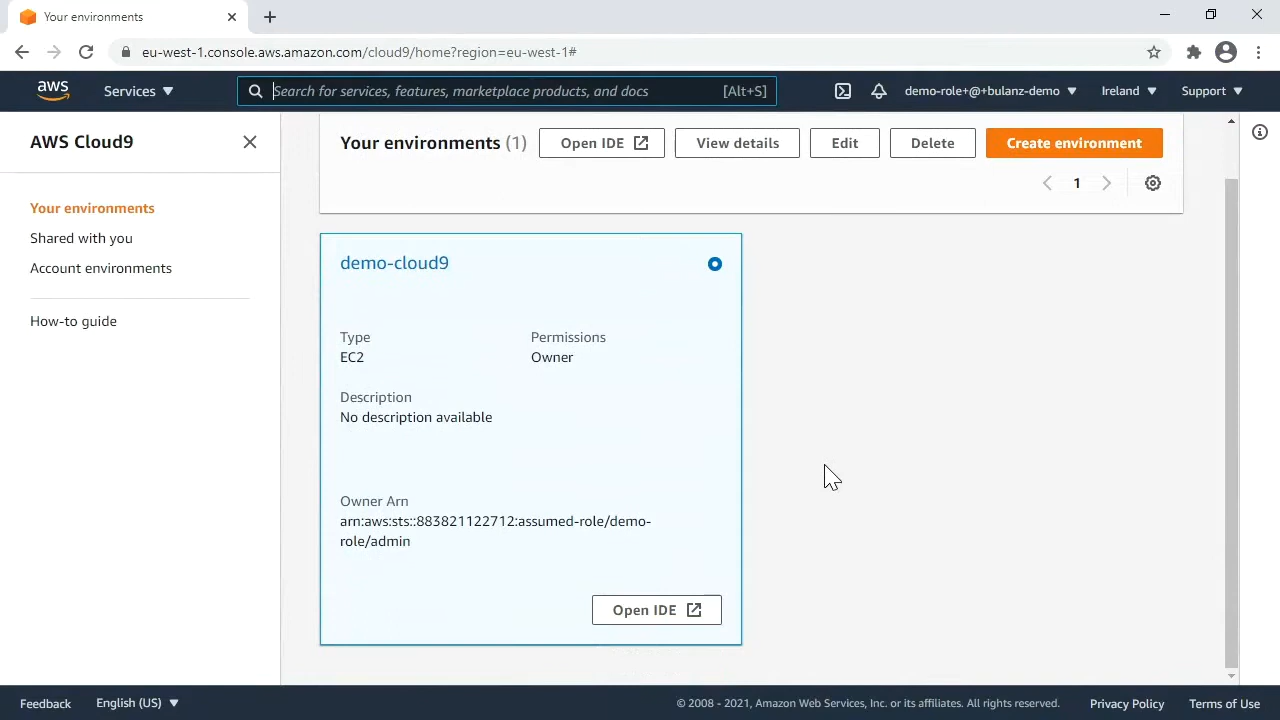 Your environments
eu-west-1.console.aws.amazon.com/cloud9/home?region=eu-west-1#
aws
Services
Search for services, features, marketplace products, and docs
[Alt+S]
demo-role+@+bulanz-demo
Ireland
Support
AWS Cloud9
Your environments
Shared with you
Account environments
How-to guide
Your environments (1)
Open IDE
View details
Edit
Delete
Create environment
1
demo-cloud9
Type
EC2
Permissions
Owner
Description
No description available
Owner Arn
arn:aws:sts::883821122712:assumed-role/demo-
role/admin
Open IDE
Feedback
English (US)
© 2008 - 2021, Amazon Web Services, Inc. or its affiliates. All rights reserved.
Privacy Policy
Terms of Use